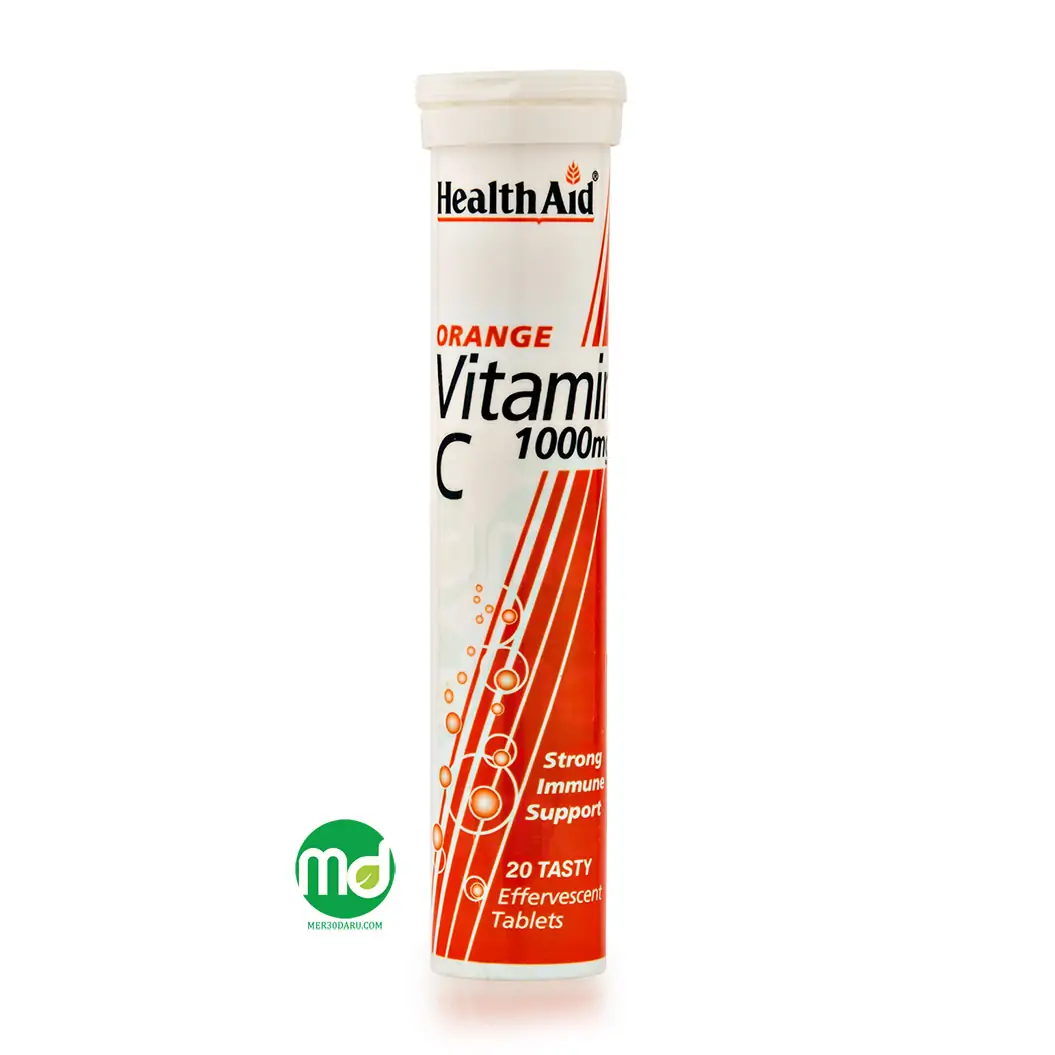 HealthAid®
ORANGE
Vitamin
C 1000mg
Strong
Immune
Support
20 TASTY
Effervescent
Tablets
md
MER30DARU.COM